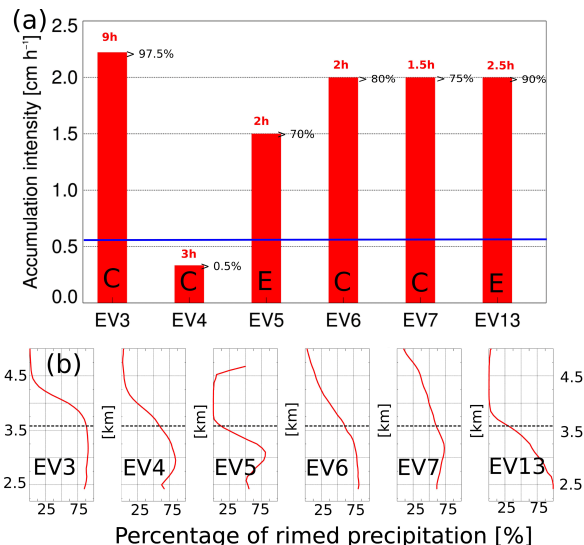 (a)
Accumulation intensity [cm h⁻¹]
2.5
2.0
1.5
1.0
0.5
0.0
9h
> 97.5%
3h
> 0.5%
2h
> 70%
2h
> 80%
1.5h
> 75%
2.5h
> 90%
C C E C C E
EV3 EV4 EV5 EV6 EV7 EV13
(b)
4.5 4.5
3.5 [km] [km] [km] [km] 3.5
EV3 EV4 EV5 EV6 EV7 EV13
2.5 2.5
25 75 25 75 25 75 25 75 25 75 25 75
Percentage of rimed precipitation [%]